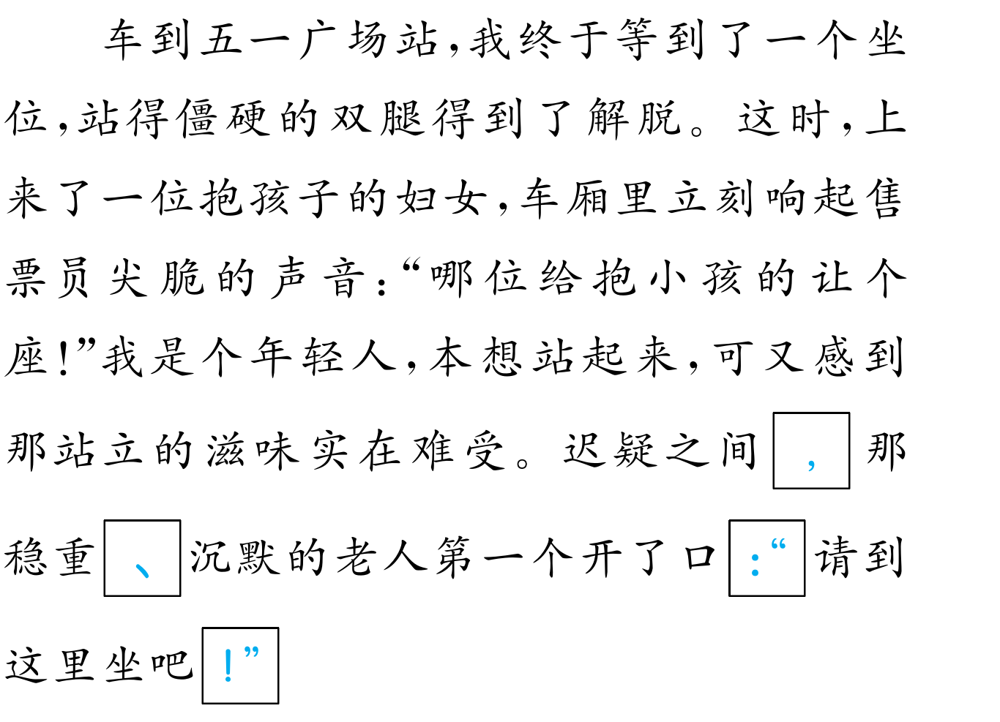 车到五一广场站,我终于等到了一个坐
位,站得僵硬的双腿得到了解脱。这时,上
来了一位抱孩子的妇女,车厢里立刻响起售
票员尖脆的声音:“哪位给抱小孩的让个
座!”我是个年轻人,本想站起来,可又感到
那站立的滋味实在难受。迟疑之间,那
稳重、沉默的老人第一个开了口:“请到
这里坐吧!”